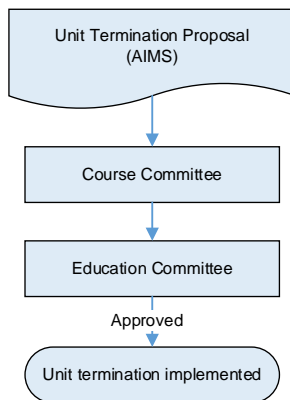 Unit Termination Proposal
(AIMS)
Course Committee
Education Committee
Approved
Unit termination implemented